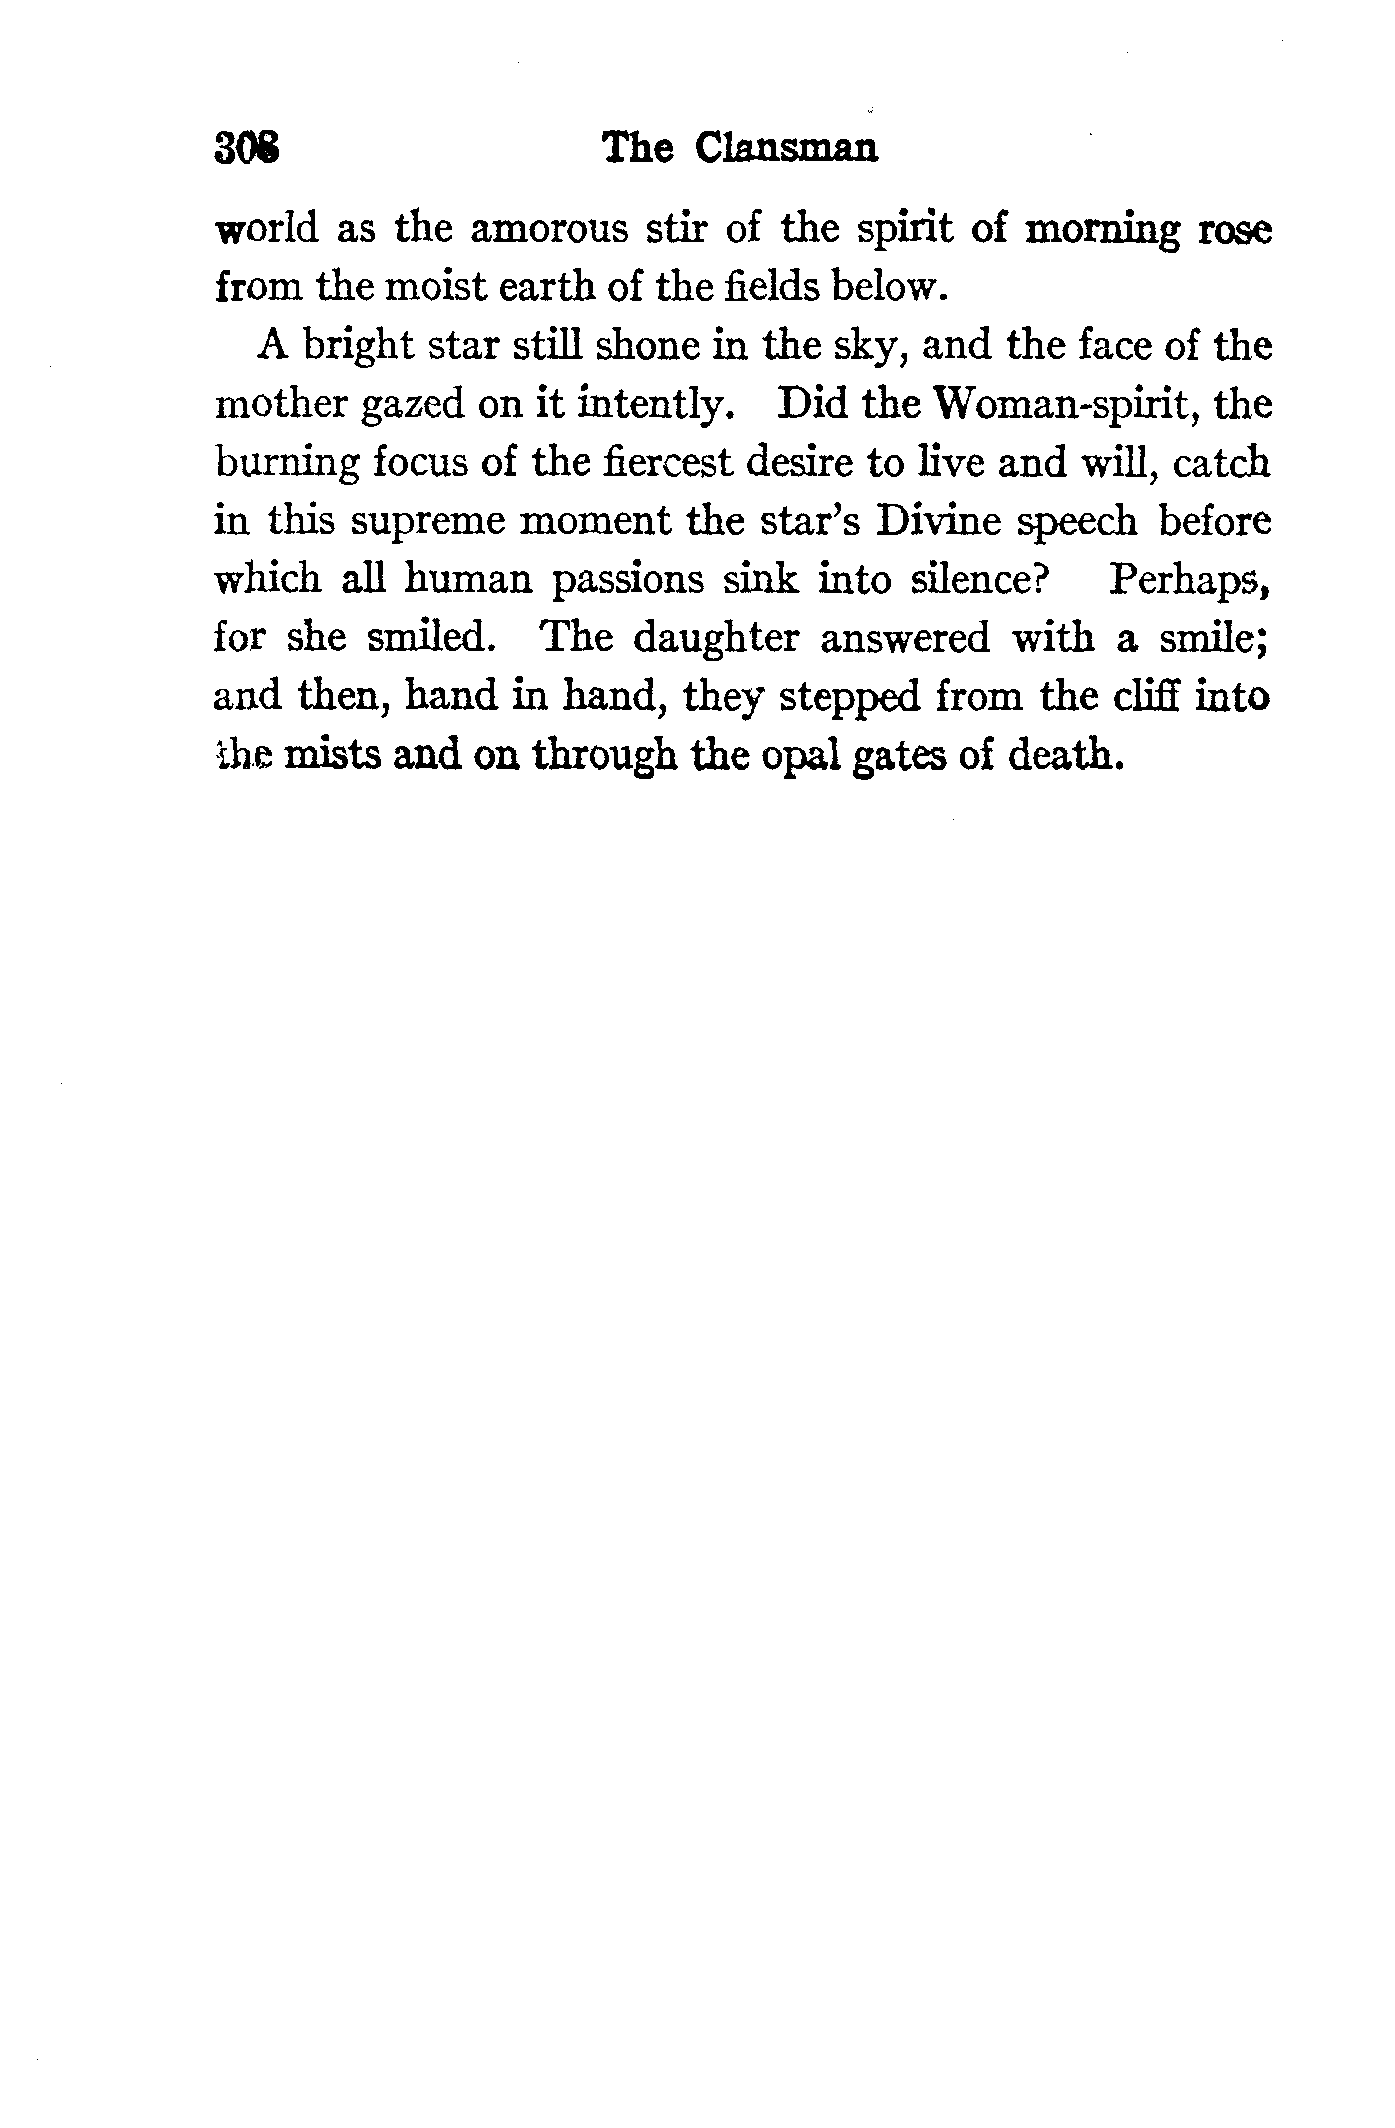 308 The Clansman
world as the amorous stir of the spirit of morning rose
from the moist earth of the fields below.
A bright star still shone in the sky, and the face of the
mother gazed on it intently. Did the Woman-spirit, the
burning focus of the fiercest desire to live and will, catch
in this supreme moment the star's Divine speech before
which all human passions sink into silence? Perhaps,
for she smiled. The daughter answered with a smile;
and then, hand in hand, they stepped from the cliff into
the mists and on through the opal gates of death.